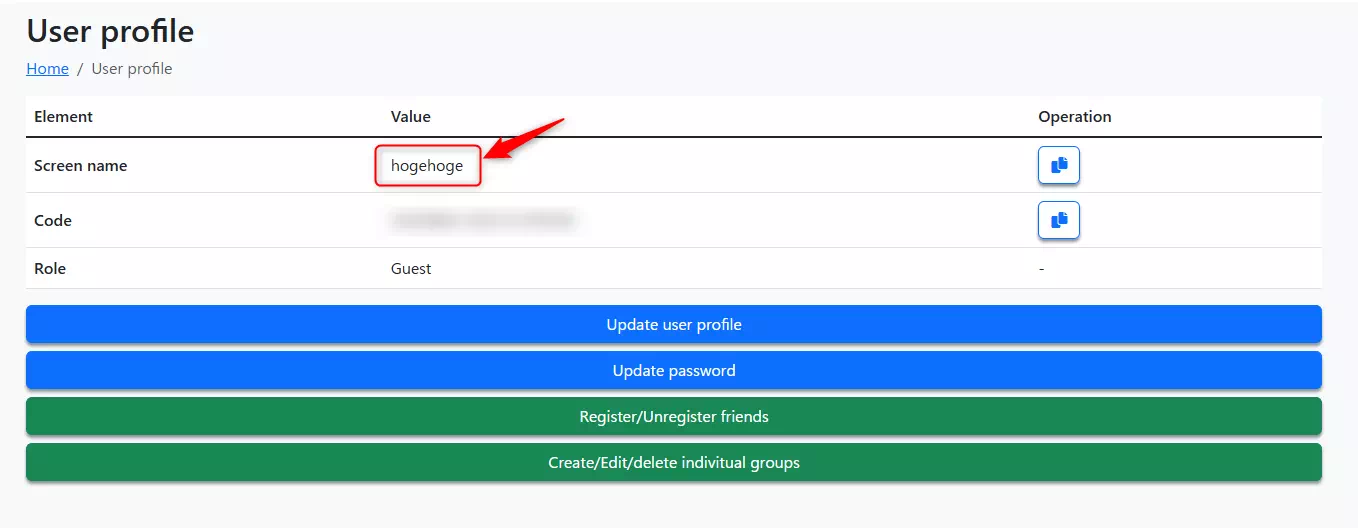 User profile
Home / User profile
Element Value Operation
Screen name hogehoge
Code
Role Guest -
Update user profile
Update password
Register/Unregister friends
Create/Edit/delete indivitual groups